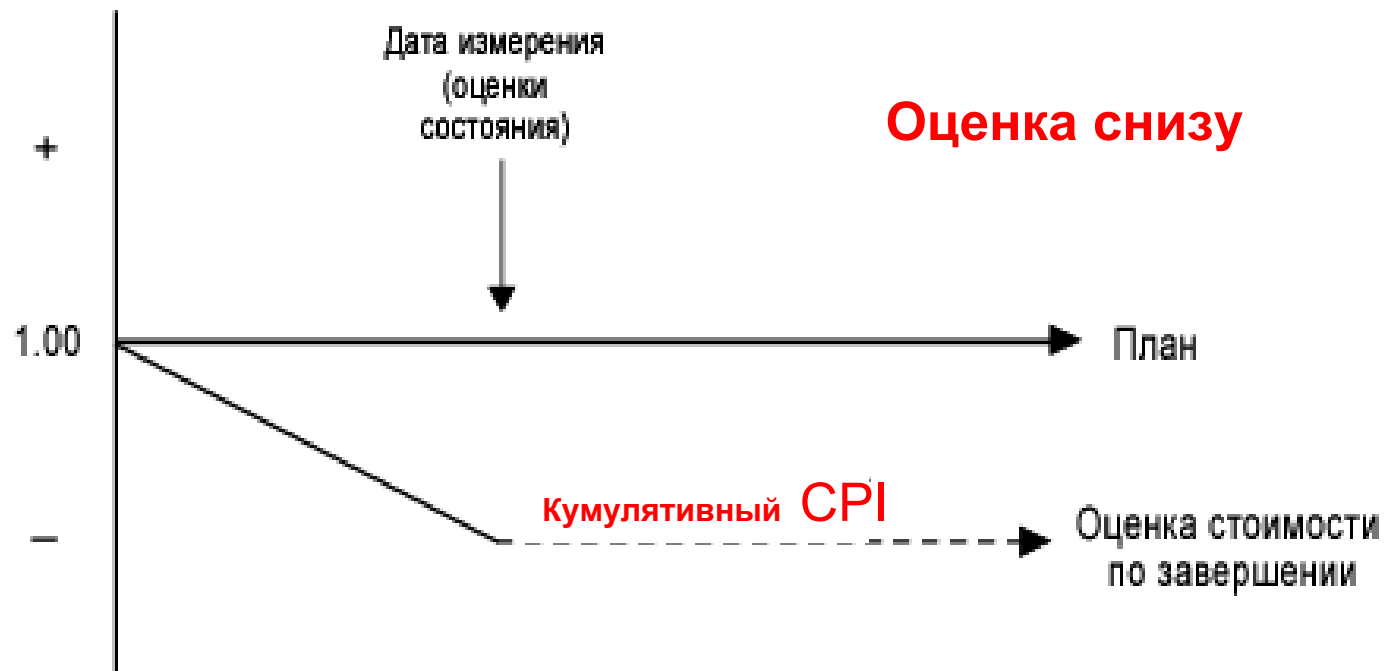 Дата измерения
(оценки
состояния)
Оценка снизу
+
1.00
План
Кумулятивный CPI
–
Оценка стоимости
по завершении